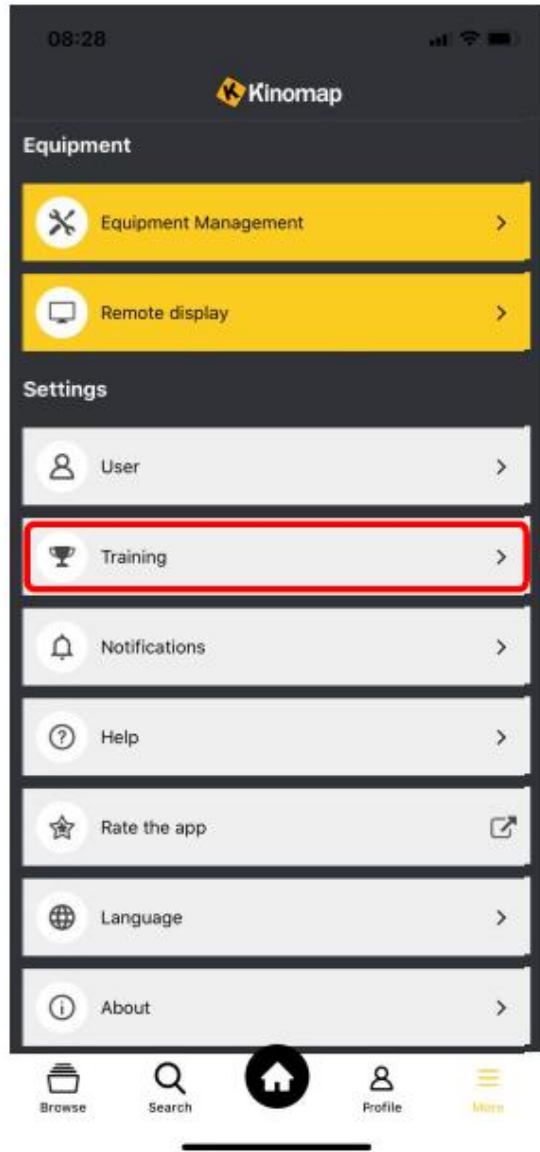 08:28
Kinomap
Equipment
Equipment Management
Remote display
Settings
User
Training
Notifications
Help
Rate the app
Language
About
Browse Search Profile More